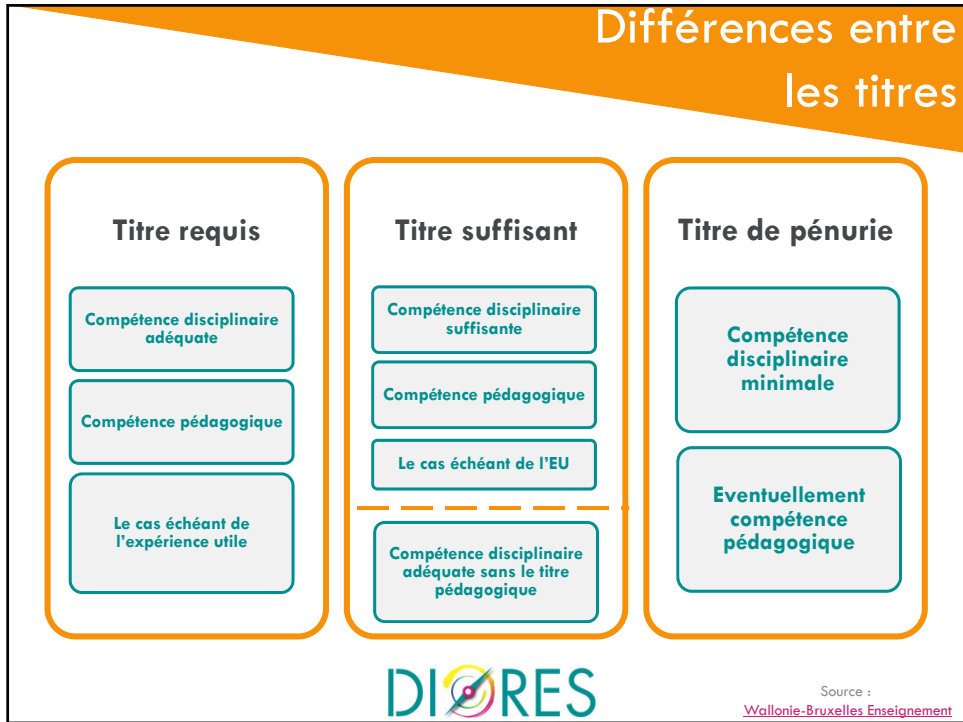 Différences entre
les titres
Titre requis
Compétence disciplinaire
adéquate
Compétence pédagogique
Le cas échéant de
l'expérience utile
Titre suffisant
Compétence disciplinaire
suffisante
Compétence pédagogique
Le cas échéant de l'EU
Compétence disciplinaire
adéquate sans le titre
pédagogique
Titre de pénurie
Compétence
disciplinaire
minimale
Eventuellement
compétence
pédagogique
DIORES
Source :
Wallonie-Bruxelles Enseignement